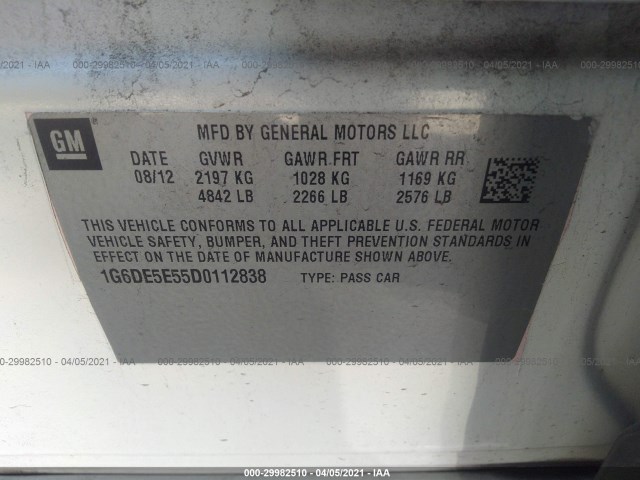 000-29982510 - 04/05/2021 - IAA
GM
MFD BY GENERAL MOTORS LLC
DATE GVWR GAWR FRT GAWR RR
08/12 2197 KG 1028 KG 1169 KG
4842 LB 2266 LB 2576 LB
THIS VEHICLE CONFORMS TO ALL APPLICABLE U.S. FEDERAL MOTOR
VEHICLE SAFETY, BUMPER, AND THEFT PREVENTION STANDARDS IN
EFFECT ON THE DATE OF MANUFACTURE SHOWN ABOVE.
1G6DE5E55D0112838 TYPE: PASS CAR
000-29982510 - 04/05/2021 - IAA
000-29982510 - 04/05/2021 - IAA